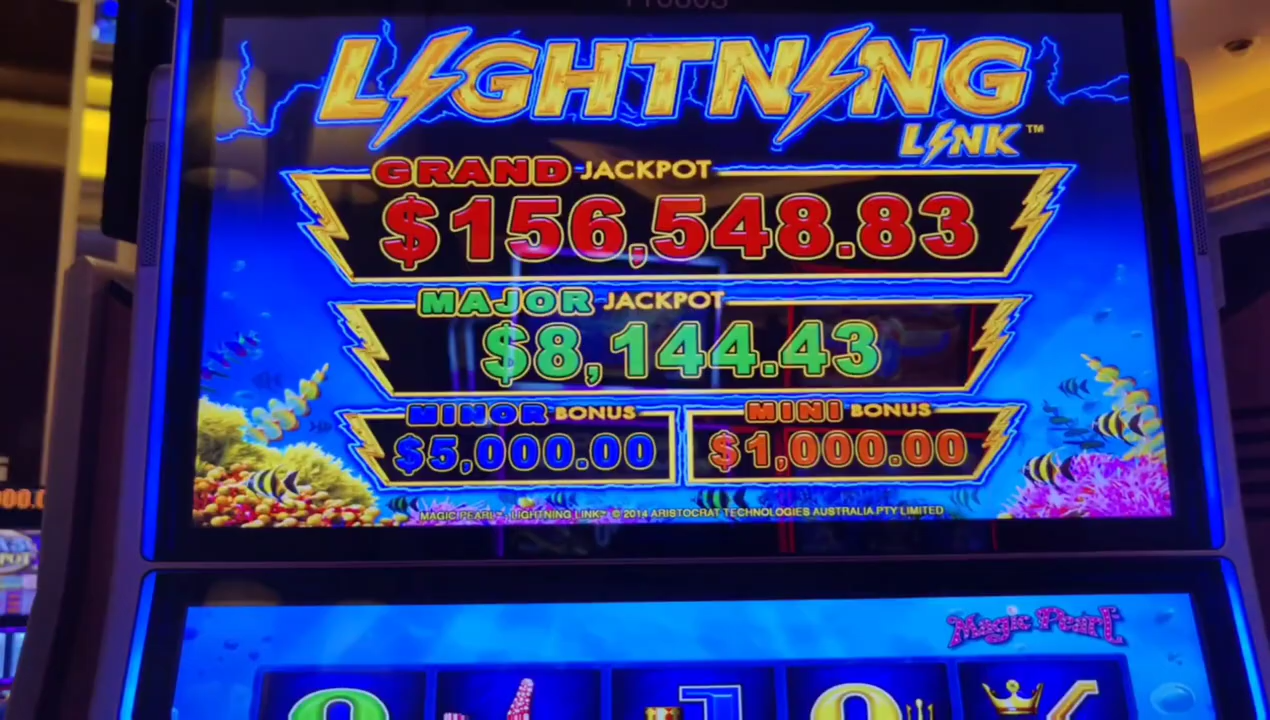 LIGHTNING
LINK™
GRAND JACKPOT
$156,548.83
MAJOR JACKPOT
$8,144.43
MINOR BONUS
$5,000.00
MINI BONUS
$1,000.00
MAGIC PEARL™ LIGHTNING LINK™ © 2014 ARISTOCRAT TECHNOLOGIES AUSTRALIA PTY LIMITED
Magic Pearl